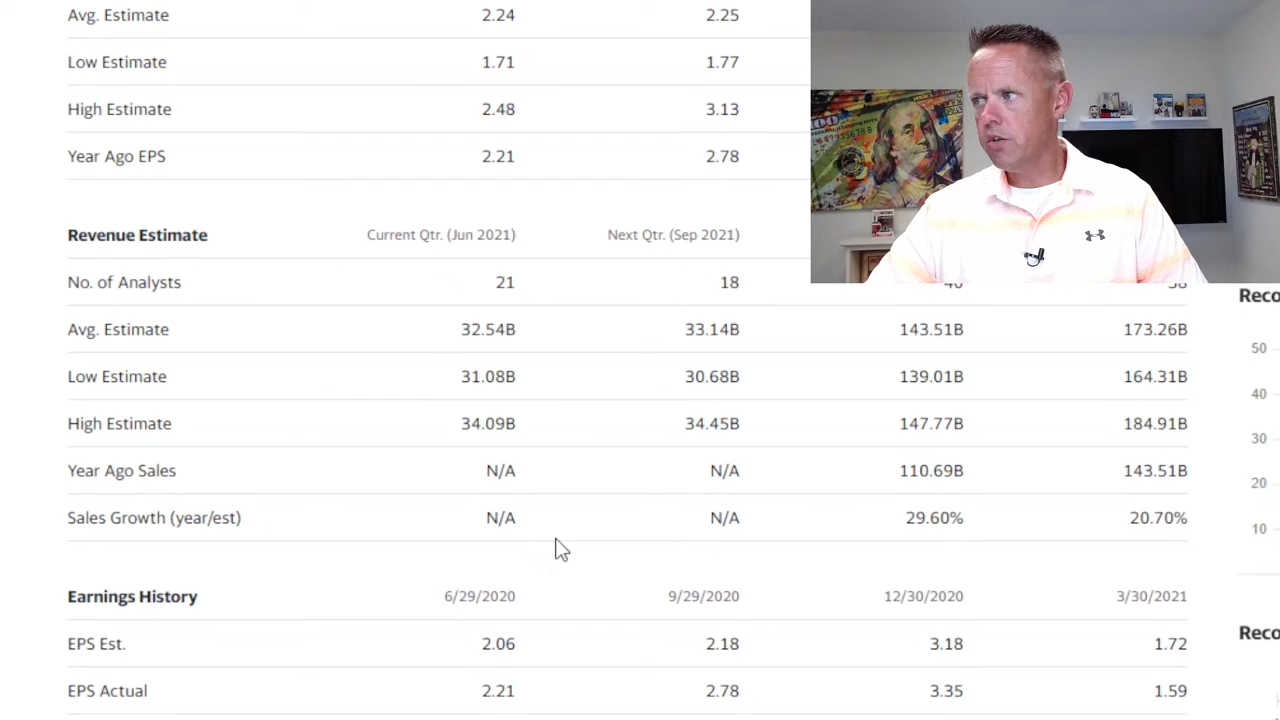 Avg. Estimate 2.24 2.25
Low Estimate 1.71 1.77
High Estimate 2.48 3.13
Year Ago EPS 2.21 2.78
Revenue Estimate Current Qtr. (Jun 2021) Next Qtr. (Sep 2021)
No. of Analysts 21 18
Avg. Estimate 32.54B 33.14B 143.51B 173.26B
Low Estimate 31.08B 30.68B 139.01B 164.31B
High Estimate 34.09B 34.45B 147.77B 184.91B
Year Ago Sales N/A N/A 110.69B 143.51B
Sales Growth (year/est) N/A N/A 29.60% 20.70%
Earnings History 6/29/2020 9/29/2020 12/30/2020 3/30/2021
EPS Est. 2.06 2.18 3.18 1.72
EPS Actual 2.21 2.78 3.35 1.59
Reco
50
40
30
20
10
Reco